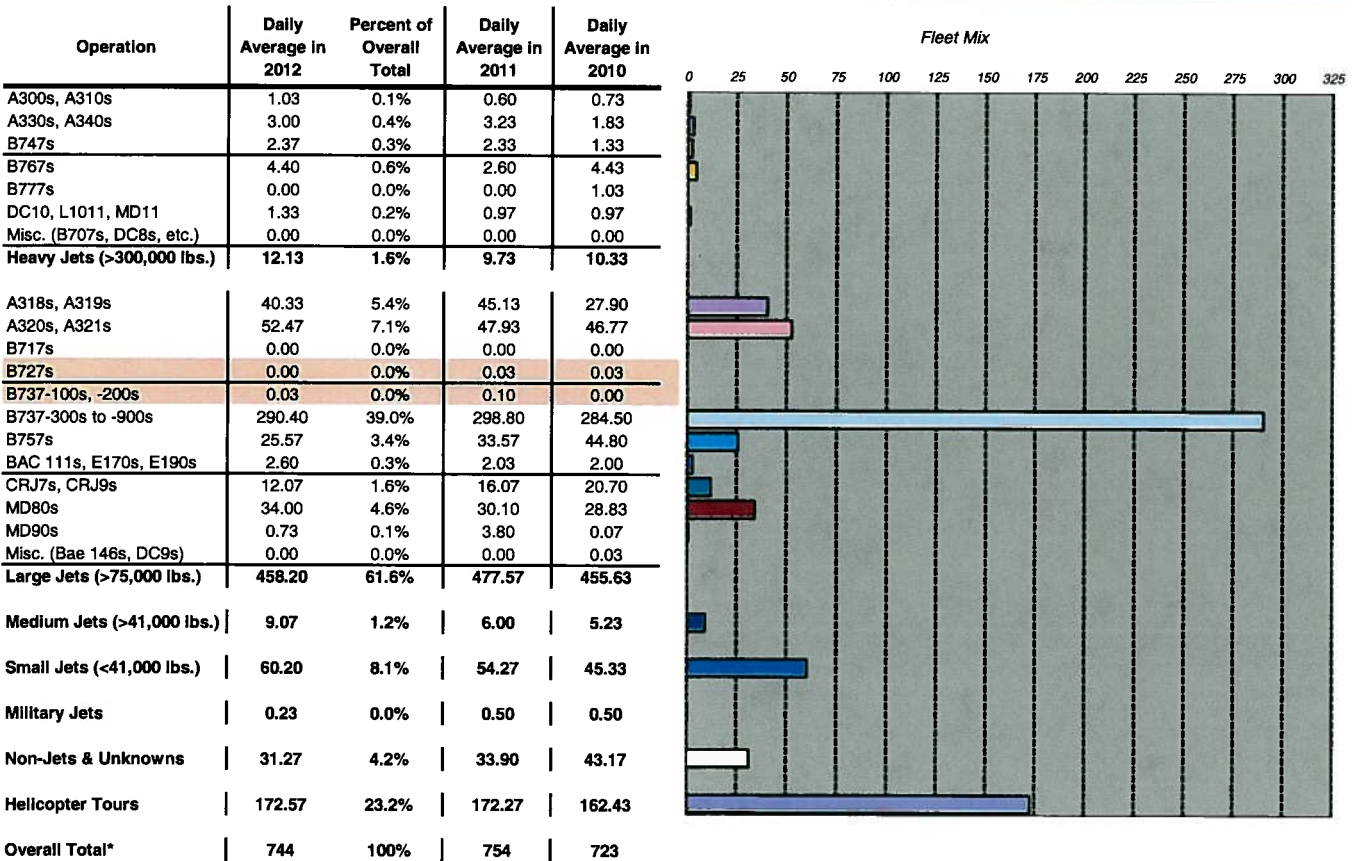 Operation Daily Average in 2012 Percent of Overall Total Daily Average in 2011 Daily Average in 2010
A300s, A310s 1.03 0.1% 0.60 0.73
A330s, A340s 3.00 0.4% 3.23 1.83
B747s 2.37 0.3% 2.33 1.33
B767s 4.40 0.6% 2.60 4.43
B777s 0.00 0.0% 0.00 1.03
DC10, L1011, MD11 1.33 0.2% 0.97 0.97
Misc. (B707s, DC8s, etc.) 0.00 0.0% 0.00 0.00
Heavy Jets (>300,000 lbs.) 12.13 1.6% 9.73 10.33
A318s, A319s 40.33 5.4% 45.13 27.90
A320s, A321s 52.47 7.1% 47.93 46.77
B717s 0.00 0.0% 0.00 0.00
B727s 0.00 0.0% 0.03 0.03
B737-100s, -200s 0.03 0.0% 0.10 0.00
B737-300s to -900s 290.40 39.0% 298.80 284.50
B757s 25.57 3.4% 33.57 44.80
BAC 111s, E170s, E190s 2.60 0.3% 2.03 2.00
CRJ7s, CRJ9s 12.07 1.6% 16.07 20.70
MD80s 34.00 4.6% 30.10 28.83
MD90s 0.73 0.1% 3.80 0.07
Misc. (Bae 146s, DC9s) 0.00 0.0% 0.00 0.03
Large Jets (>75,000 lbs.) 458.20 61.6% 477.57 455.63
Medium Jets (>41,000 lbs.) 9.07 1.2% 6.00 5.23
Small Jets (<41,000 lbs.) 60.20 8.1% 54.27 45.33
Military Jets 0.23 0.0% 0.50 0.50
Non-Jets & Unknowns 31.27 4.2% 33.90 43.17
Helicopter Tours 172.57 23.2% 172.27 162.43
Overall Total* 744 100% 754 723
Fleet Mix
0 25 50 75 100 125 150 175 200 225 250 275 300 325